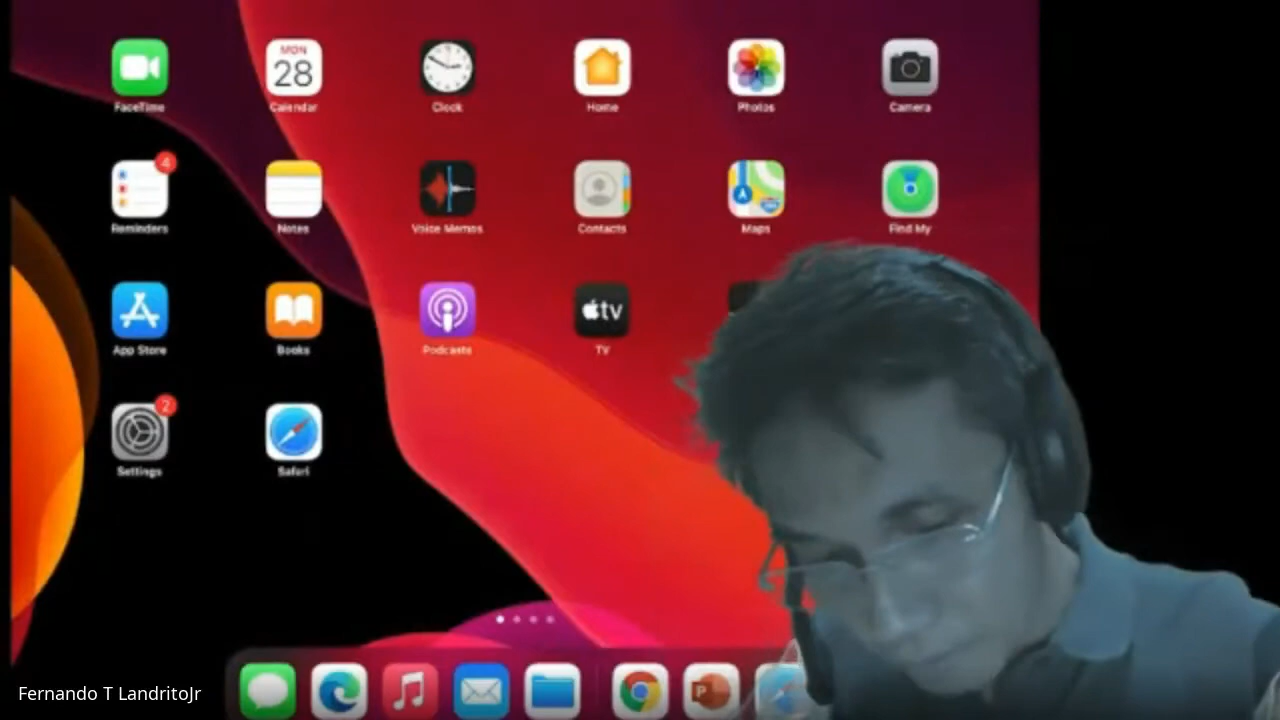 FaceTime
MON
28
Calendar
Clock
Home
Photos
Camera
4
Reminders
Notes
Voice Memos
Contacts
Maps
Find My
App Store
Books
Podcasts
tv
TV
2
Settings
Safari
P
Fernando T LandritoJr